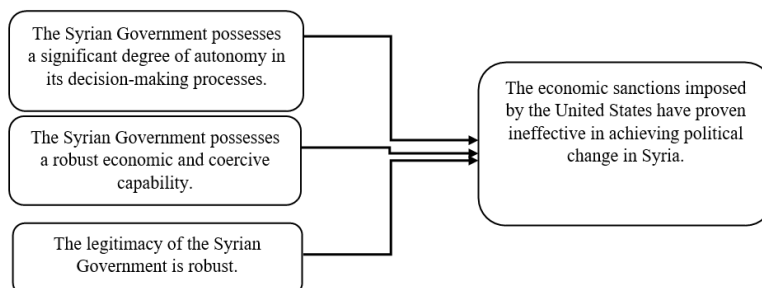 The Syrian Government possesses
a significant degree of autonomy in
its decision-making processes.
The Syrian Government possesses
a robust economic and coercive
capability.
The legitimacy of the Syrian
Government is robust.
The economic sanctions imposed
by the United States have proven
ineffective in achieving political
change in Syria.